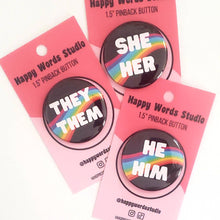 Happy Words Studio
1.5" PINBACK BUTTON
SHE
HER
Happy Words Studio
1.5" PINBACK BUTTON
THEY
THEM
@happywordsstudio
Happy Words Studio
1.5" PINBACK BUTTON
HE
HIM
@happywordsstudio